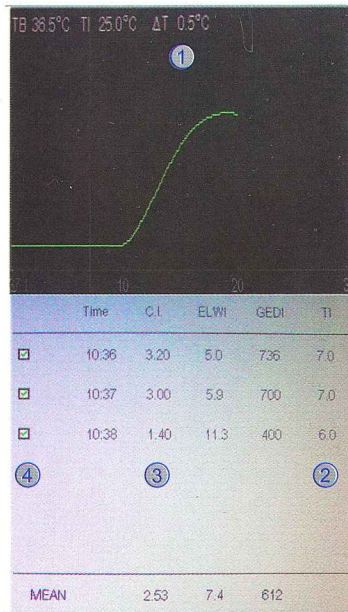 TB 36.5°C TI 25.0°C ΔT 0.5°C
1
10 20
Time C.I. ELWI GEDI TI
10:36 3.20 5.0 736 7.0
10:37 3.00 5.9 700 7.0
10:38 1.40 11.3 400 6.0
4 3 2
MEAN 2.53 7.4 612